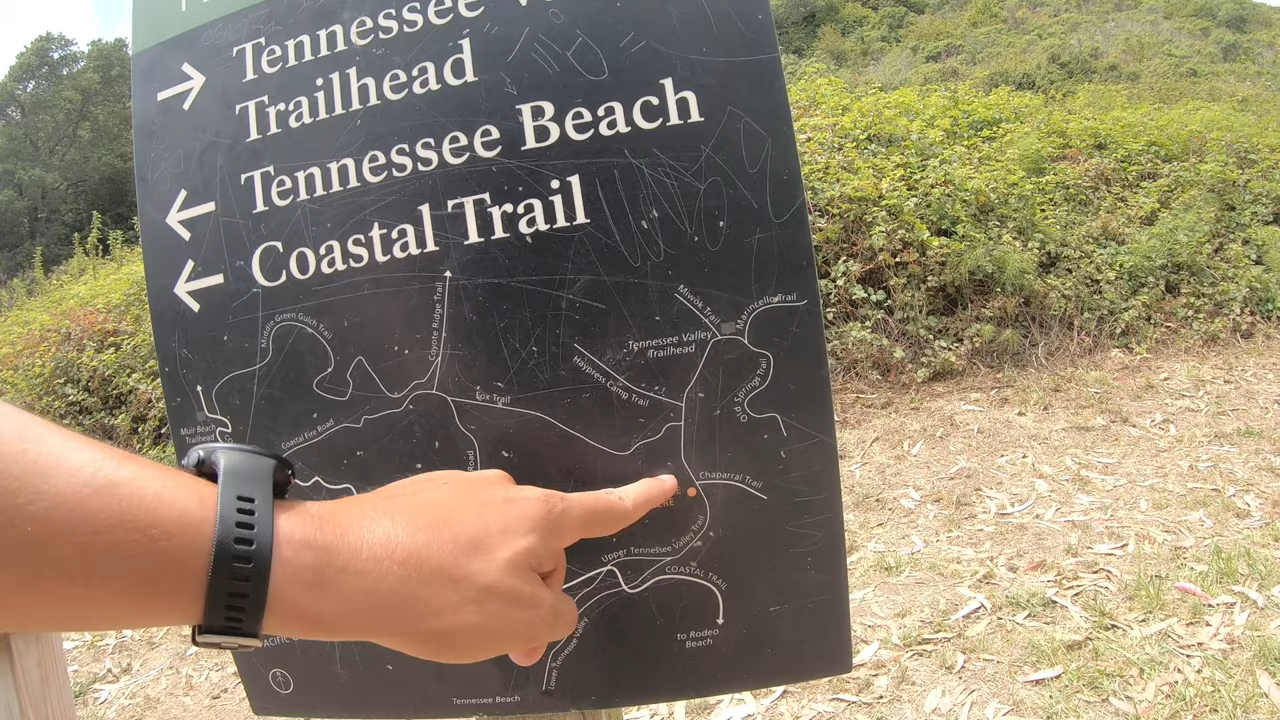 Tennessee
Trailhead
Tennessee Beach
Coastal Trail
Middle Green Gulch Trail
Coyote Ridge Trail
Miwok Trail
Marincello Trail
Tennessee Valley
Trailhead
Haypress Camp Trail
Old Springs Trail
Fox Trail
Muir Beach
Trailhead
Coastal Fire Road
Road
Chaparral Trail
Upper Tennessee Valley Trail
COASTAL TRAIL
to Rodeo
Beach
Lower Tennessee Valley
Tennessee Beach